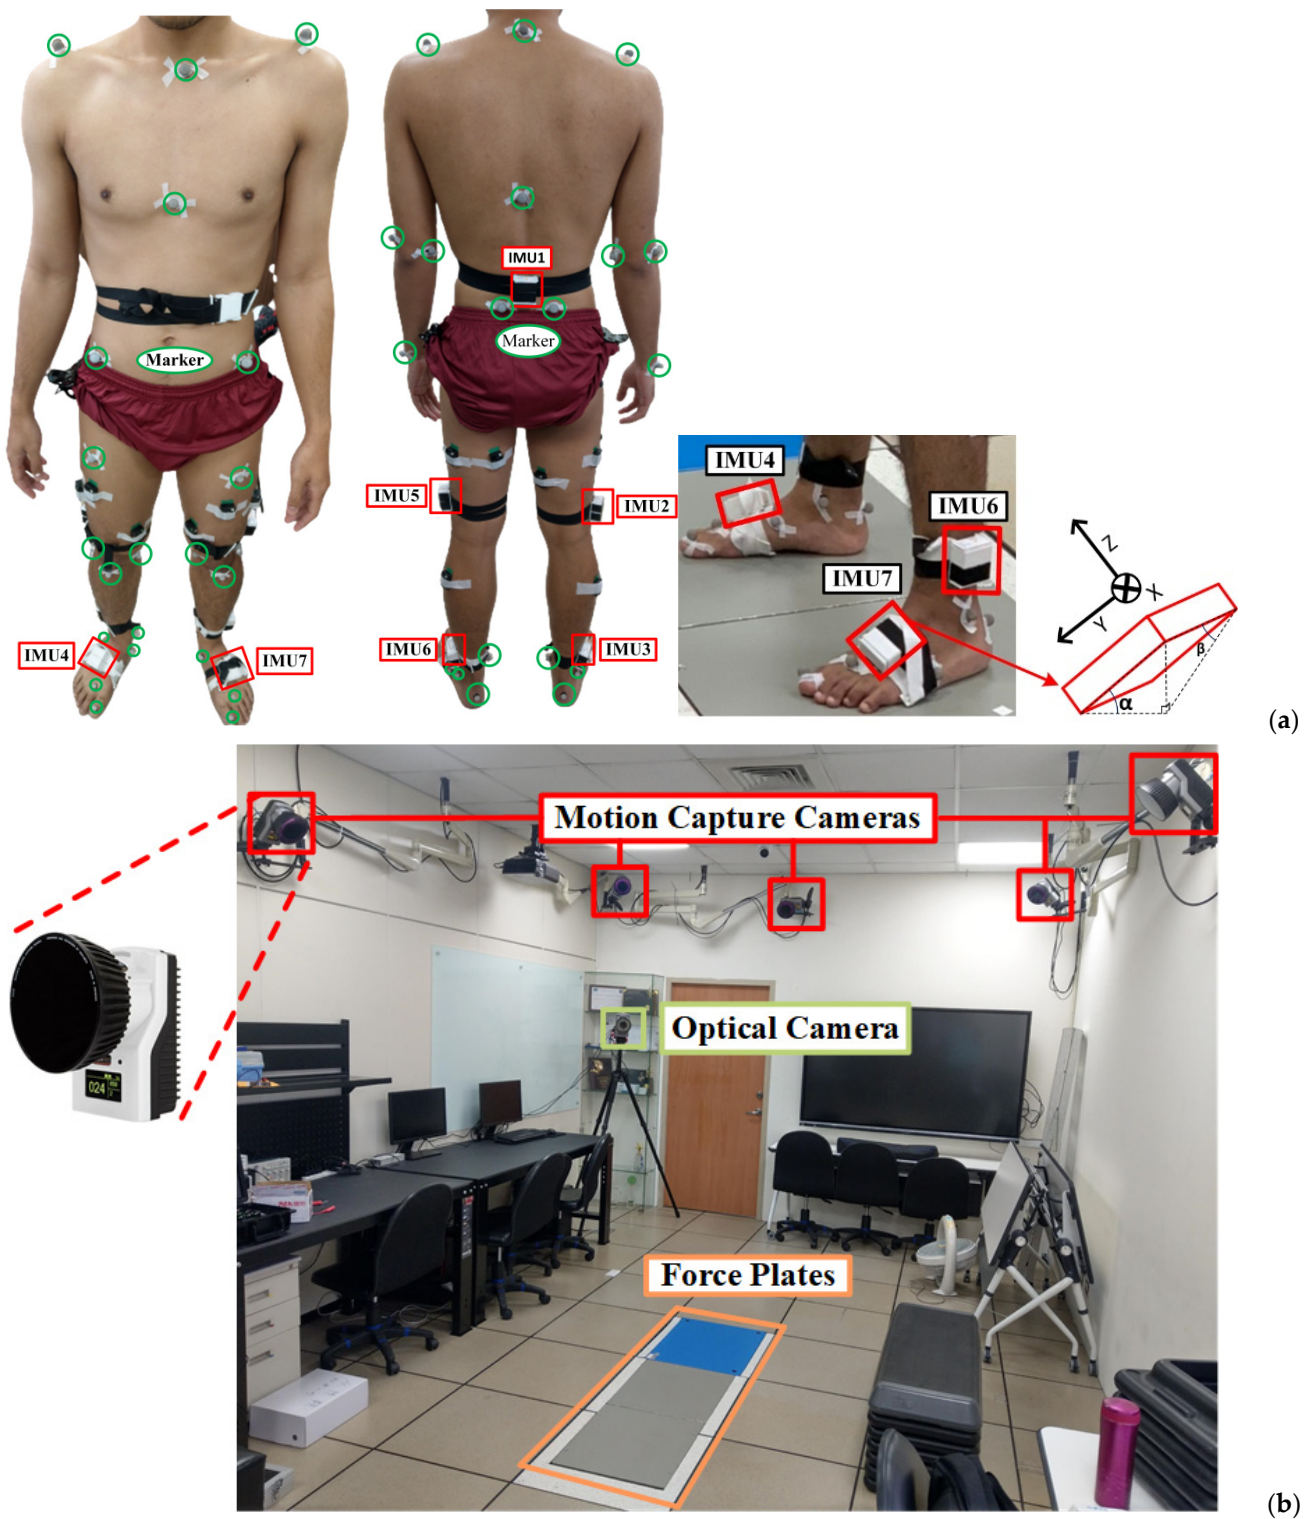 IMU1
Marker
Marker
IMU5
IMU2
IMU4
IMU6
IMU7
Z
X
Y
β
α
IMU4
IMU7
IMU6
IMU3
(a)
Motion Capture Cameras
Optical Camera
024
Force Plates
(b)